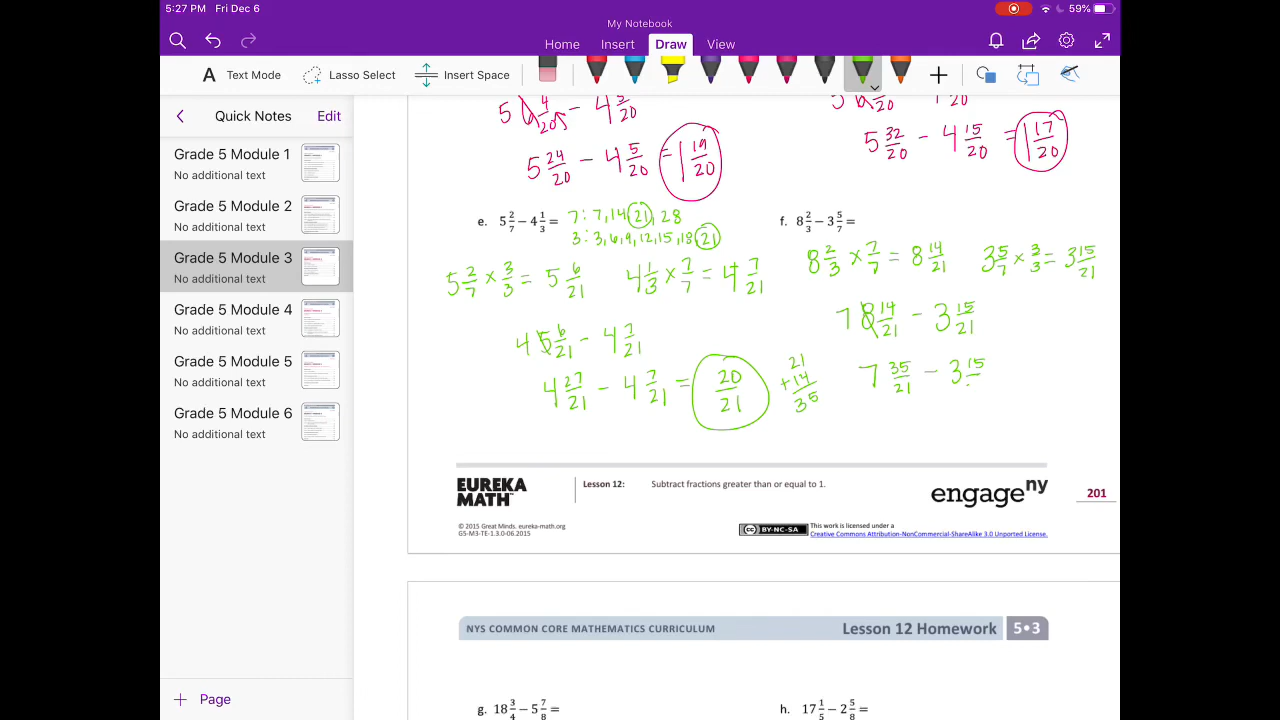 5:27 PM Fri Dec 6
59%
My Notebook
Home Insert Draw View
A Text Mode Lasso Select Insert Space
Quick Notes Edit
Grade 5 Module 1
No additional text
Grade 5 Module 2
No additional text
Grade 5 Module 3
No additional text
Grade 5 Module 4
No additional text
Grade 5 Module 5
No additional text
Grade 5 Module 6
No additional text
Page
5 24/20 − 4 5/20 = 1 19/20
5 32/20 − 4 15/20 = 1 17/20
5 2/7 − 4 1/3 =
7: 7, 14, 21, 28
3: 3, 6, 9, 12, 15, 18, 21
5 2/7 × 3/3 = 5 6/21 4 1/3 × 7/7 = 4 7/21
4 5 6/21 − 4 7/21
4 27/21 − 4 7/21 = 20/21
f. 8 2/3 − 3 5/7 =
8 2/3 × 7/7 = 8 14/21 3 5/7 × 3/3 = 3 15/21
7 8 14/21 − 3 15/21
21
+14
35
7 35/21 − 3 15
EUREKA MATH™
Lesson 12: Subtract fractions greater than or equal to 1.
engage ny
201
© 2015 Great Minds. eureka-math.org
G5-M3-TE-1.3.0-06.2015
cc BY-NC-SA
This work is licensed under a
Creative Commons Attribution-NonCommercial-ShareAlike 3.0 Unported License.
NYS COMMON CORE MATHEMATICS CURRICULUM Lesson 12 Homework 5•3
g. 18 3/4 − 5 7/8 =
h. 17 1/5 − 2 5/8 =